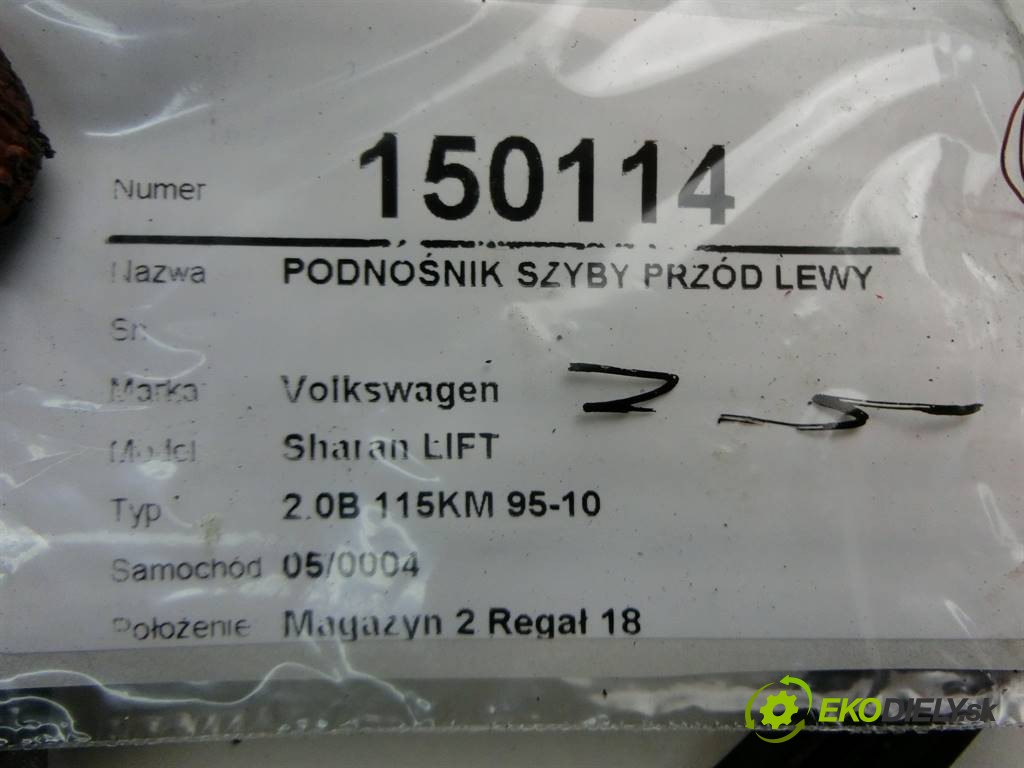 Numer 150114
Nazwa PODNOŚNIK SZYBY PRZÓD LEWY
Sn
Marka Volkswagen
Model Sharan LIFT
Typ 2.0B 115KM 95-10
Samochód 05/0004
Położenie Magazyn 2 Regał 18
EKODIELY.sk